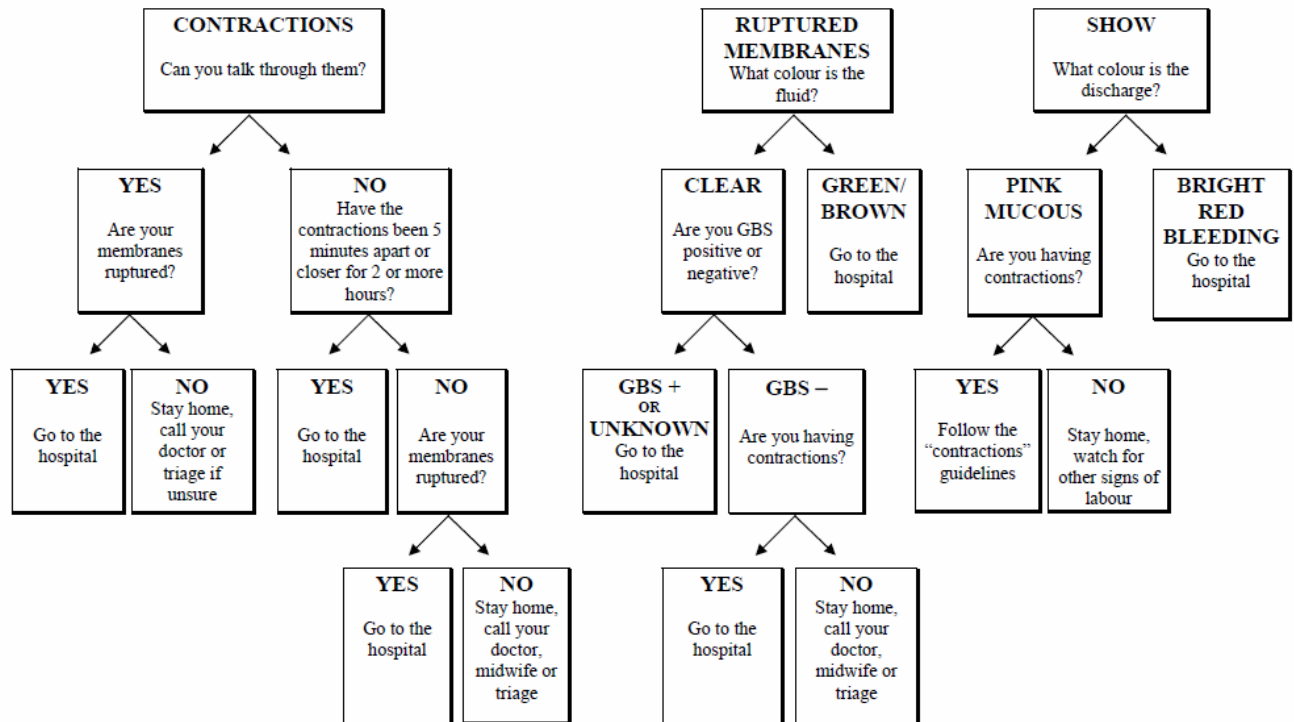 CONTRACTIONS
Can you talk through them?
RUPTURED
MEMBRANES
What colour is the
fluid?
SHOW
What colour is the
discharge?
YES
Are your
membranes
ruptured?
NO
Have the
contractions been 5
minutes apart or
closer for 2 or more
hours?
CLEAR
Are you GBS
positive or
negative?
GREEN/
BROWN
Go to the
hospital
PINK
MUCOUS
Are you having
contractions?
BRIGHT
RED
BLEEDING
Go to the
hospital
YES
Go to the
hospital
NO
Stay home,
call your
doctor or
triage if
unsure
YES
Go to the
hospital
NO
Are your
membranes
ruptured?
GBS +
OR
UNKNOWN
Go to the
hospital
GBS –
Are you having
contractions?
YES
Follow the
“contractions”
guidelines
NO
Stay home,
watch for
other signs of
labour
YES
Go to the
hospital
NO
Stay home,
call your
doctor,
midwife or
triage
YES
Go to the
hospital
NO
Stay home,
call your
doctor,
midwife or
triage